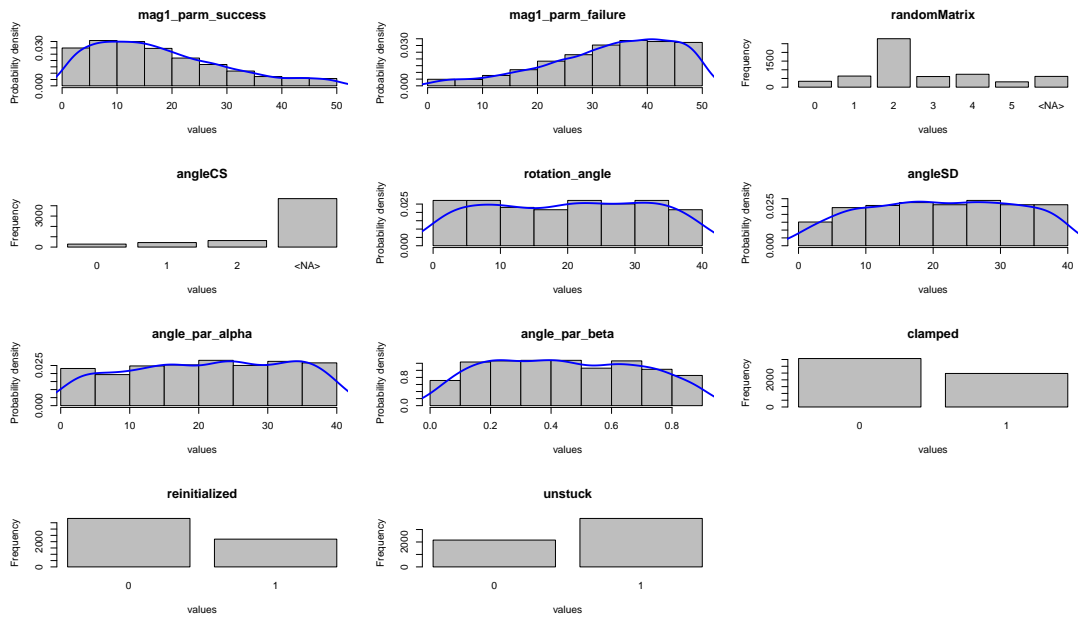 mag1_parm_success
Probability density
0.000 0.030
0 10 20 30 40 50
values
mag1_parm_failure
Probability density
0.000 0.030
0 10 20 30 40 50
values
randomMatrix
Frequency
0 1500
0 1 2 3 4 5 <NA>
values
angleCS
Frequency
0 3000
0 1 2 <NA>
values
rotation_angle
Probability density
0.000 0.025
0 10 20 30 40
values
angleSD
Probability density
0.000 0.025
0 10 20 30 40
values
angle_par_alpha
Probability density
0.000 0.025
0 10 20 30 40
values
angle_par_beta
Probability density
0.0 0.8
0.0 0.2 0.4 0.6 0.8
values
clamped
Frequency
0 2000
0 1
values
reinitialized
Frequency
0 2000
0 1
values
unstuck
Frequency
0 2000
0 1
values